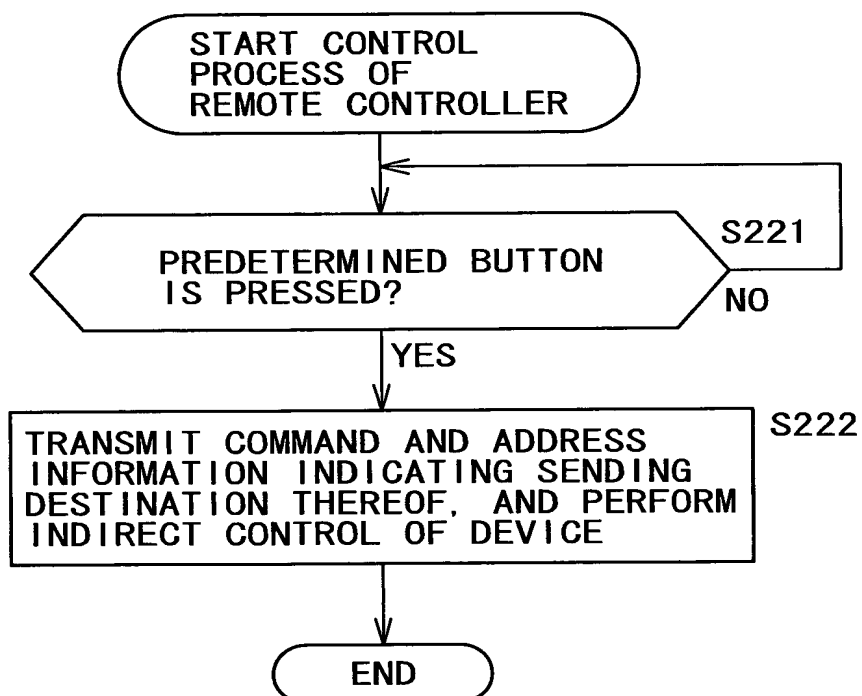 START CONTROL
PROCESS OF
REMOTE CONTROLLER
S221
PREDETERMINED BUTTON
IS PRESSED?
NO
YES
S222
TRANSMIT COMMAND AND ADDRESS
INFORMATION INDICATING SENDING
DESTINATION THEREOF, AND PERFORM
INDIRECT CONTROL OF DEVICE
END